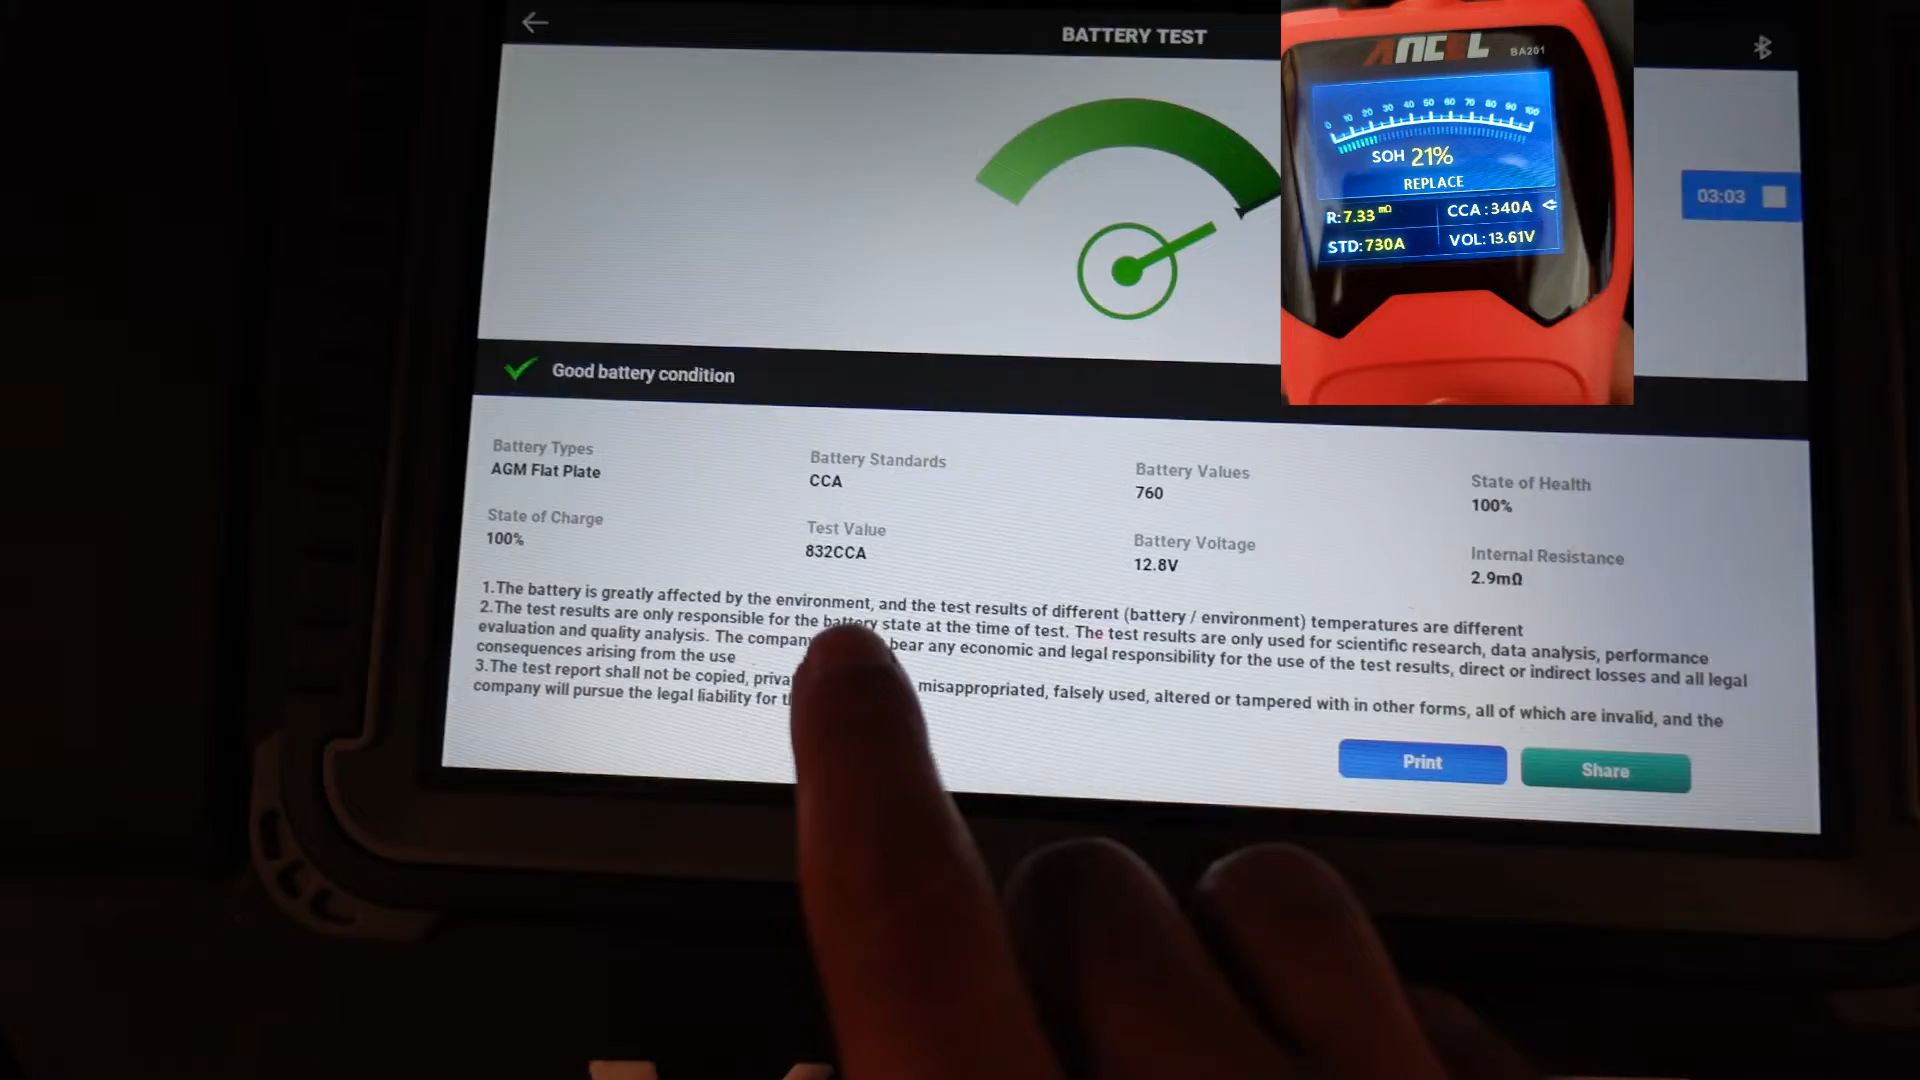 BATTERY TEST
ANCEL BA201
0 10 20 30 40 50 60 70 80 90 100
SOH 21%
REPLACE
R:7.33 mΩ CCA:340A
STD:730A VOL:13.61V
03:03
Good battery condition
Battery Types
AGM Flat Plate
Battery Standards
CCA
Battery Values
760
State of Health
100%
State of Charge
100%
Test Value
832CCA
Battery Voltage
12.8V
Internal Resistance
2.9mΩ
1.The battery is greatly affected by the environment, and the test results of different (battery / environment) temperatures are different
2.The test results are only responsible for the battery state at the time of test. The test results are only used for scientific research, data analysis, performance
evaluation and quality analysis. The company bear any economic and legal responsibility for the use of the test results, direct or indirect losses and all legal
consequences arising from the use
3.The test report shall not be copied, misappropriated, falsely used, altered or tampered with in other forms, all of which are invalid, and the
company will pursue the legal liability for
Print
Share